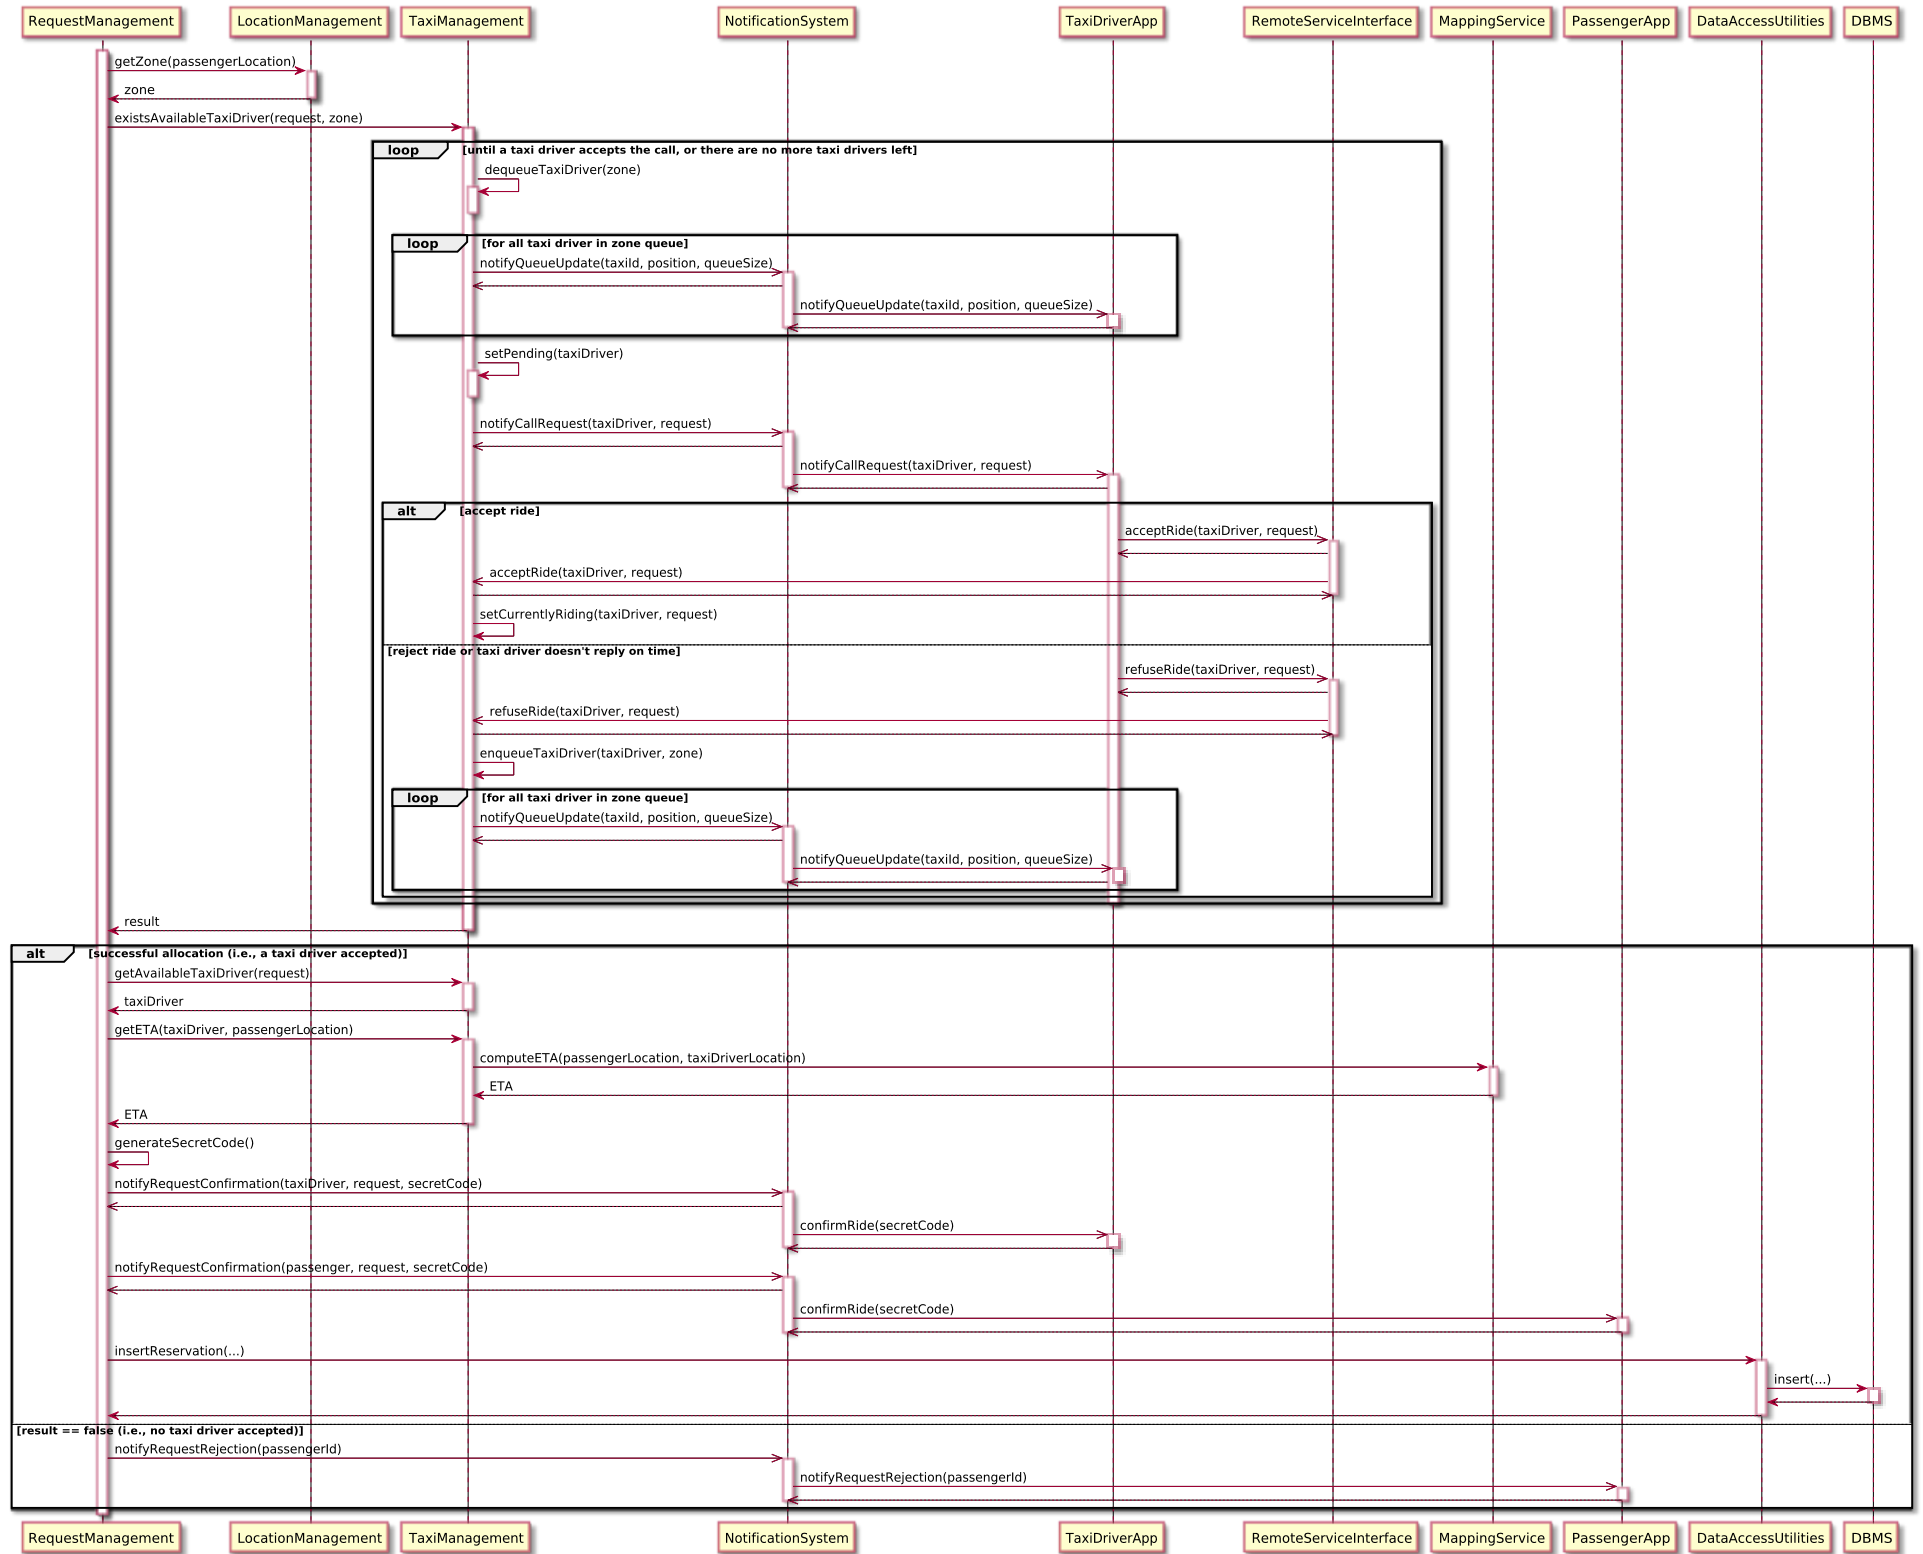 RequestManagement LocationManagement TaxiManagement NotificationSystem TaxiDriverApp RemoteServiceInterface MappingService PassengerApp DataAccessUtilities DBMS
getZone(passengerLocation)
zone
existsAvailableTaxiDriver(request, zone)
loop [until a taxi driver accepts the call, or there are no more taxi drivers left]
dequeueTaxiDriver(zone)
loop [for all taxi driver in zone queue]
notifyQueueUpdate(taxiId, position, queueSize)
notifyQueueUpdate(taxiId, position, queueSize)
setPending(taxiDriver)
notifyCallRequest(taxiDriver, request)
notifyCallRequest(taxiDriver, request)
alt [accept ride]
acceptRide(taxiDriver, request)
acceptRide(taxiDriver, request)
setCurrentlyRiding(taxiDriver, request)
[reject ride or taxi driver doesn't reply on time]
refuseRide(taxiDriver, request)
refuseRide(taxiDriver, request)
enqueueTaxiDriver(taxiDriver, zone)
loop [for all taxi driver in zone queue]
notifyQueueUpdate(taxiId, position, queueSize)
notifyQueueUpdate(taxiId, position, queueSize)
result
alt [successful allocation (i.e., a taxi driver accepted)]
getAvailableTaxiDriver(request)
taxiDriver
getETA(taxiDriver, passengerLocation)
computeETA(passengerLocation, taxiDriverLocation)
ETA
ETA
generateSecretCode()
notifyRequestConfirmation(taxiDriver, request, secretCode)
confirmRide(secretCode)
notifyRequestConfirmation(passenger, request, secretCode)
confirmRide(secretCode)
insertReservation(...)
insert(...)
[result == false (i.e., no taxi driver accepted)]
notifyRequestRejection(passengerId)
notifyRequestRejection(passengerId)
RequestManagement LocationManagement TaxiManagement NotificationSystem TaxiDriverApp RemoteServiceInterface MappingService PassengerApp DataAccessUtilities DBMS